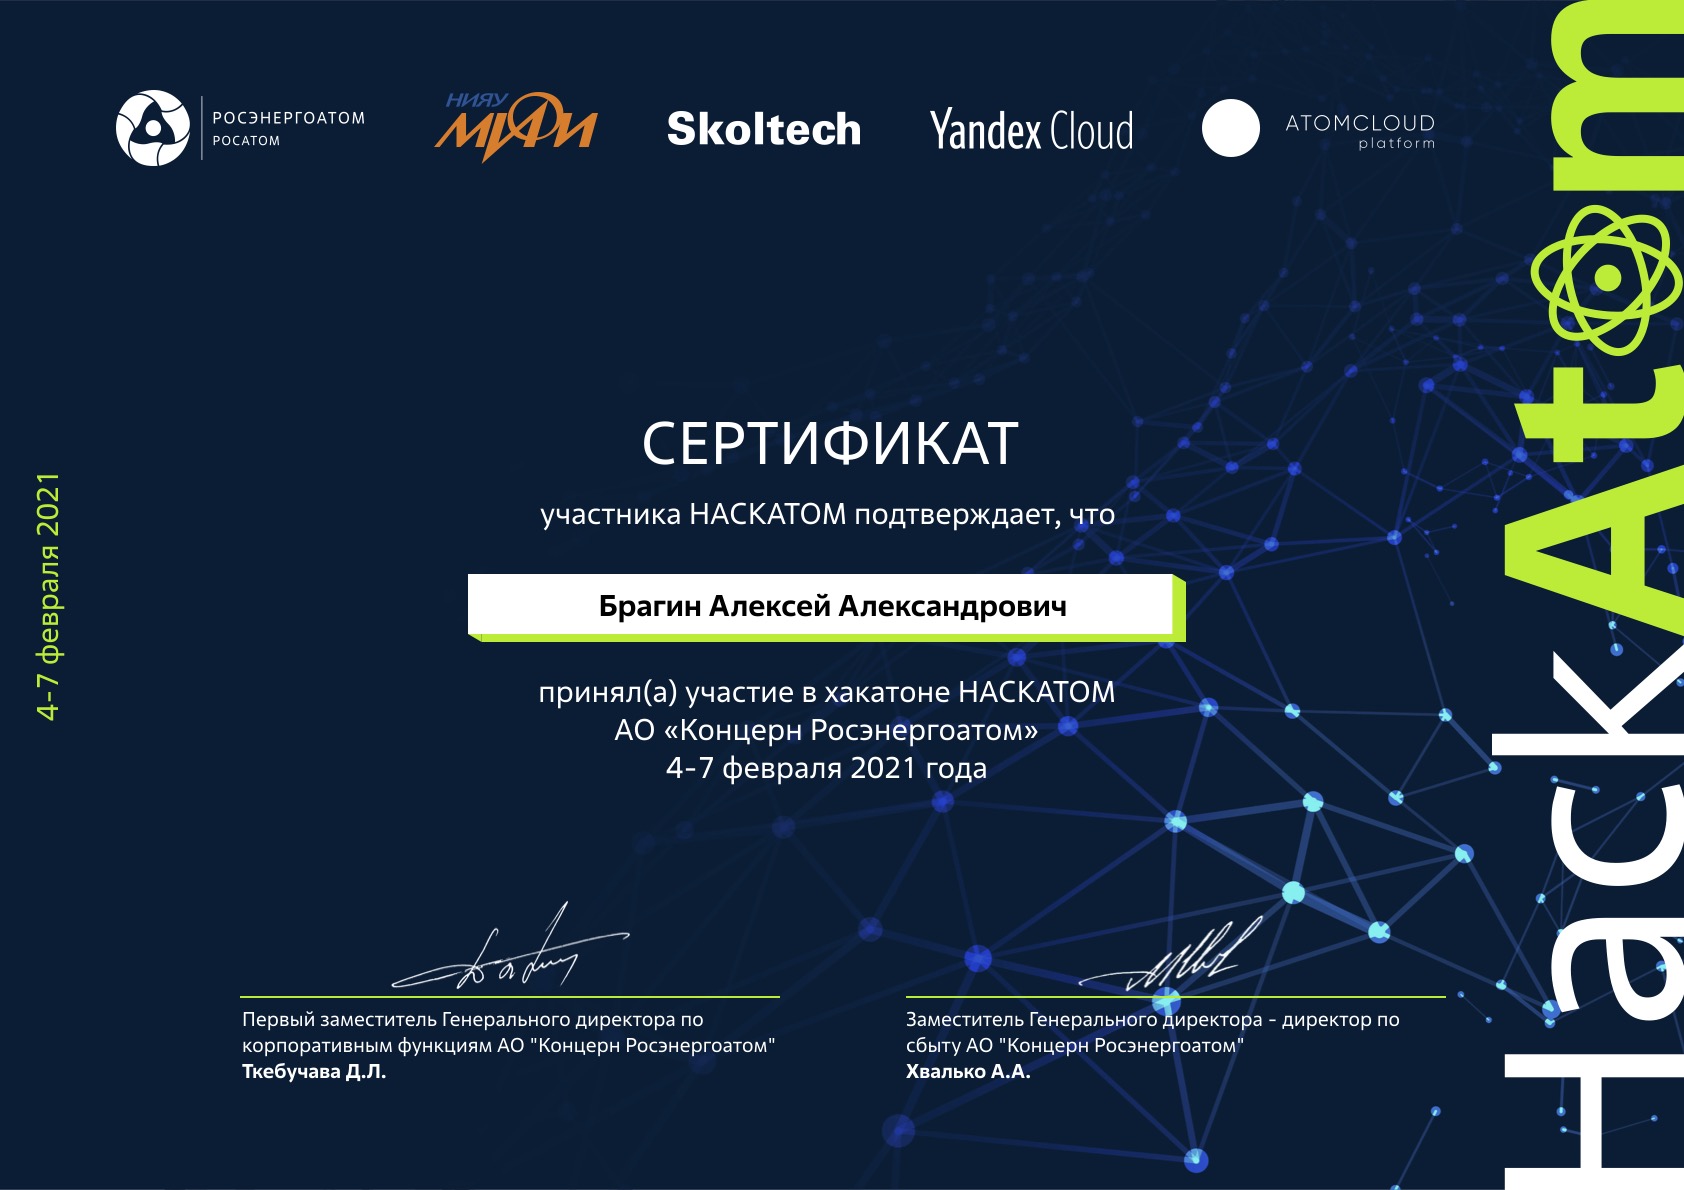 РОСЭНЕРГОАТОМ
РОСАТОМ
НИЯУ
МИФИ
Skoltech
Yandex Cloud
ATOMCLOUD
platform
4-7 февраля 2021
СЕРТИФИКАТ
участника HACKATOM подтверждает, что
Брагин Алексей Александрович
принял(а) участие в хакатоне HACKATOM
АО «Концерн Росэнергоатом»
4-7 февраля 2021 года
Первый заместитель Генерального директора по
корпоративным функциям АО "Концерн Росэнергоатом"
Ткебучава Д.Л.
Заместитель Генерального директора - директор по
сбыту АО "Концерн Росэнергоатом"
Хвалько А.А.
HackAtom